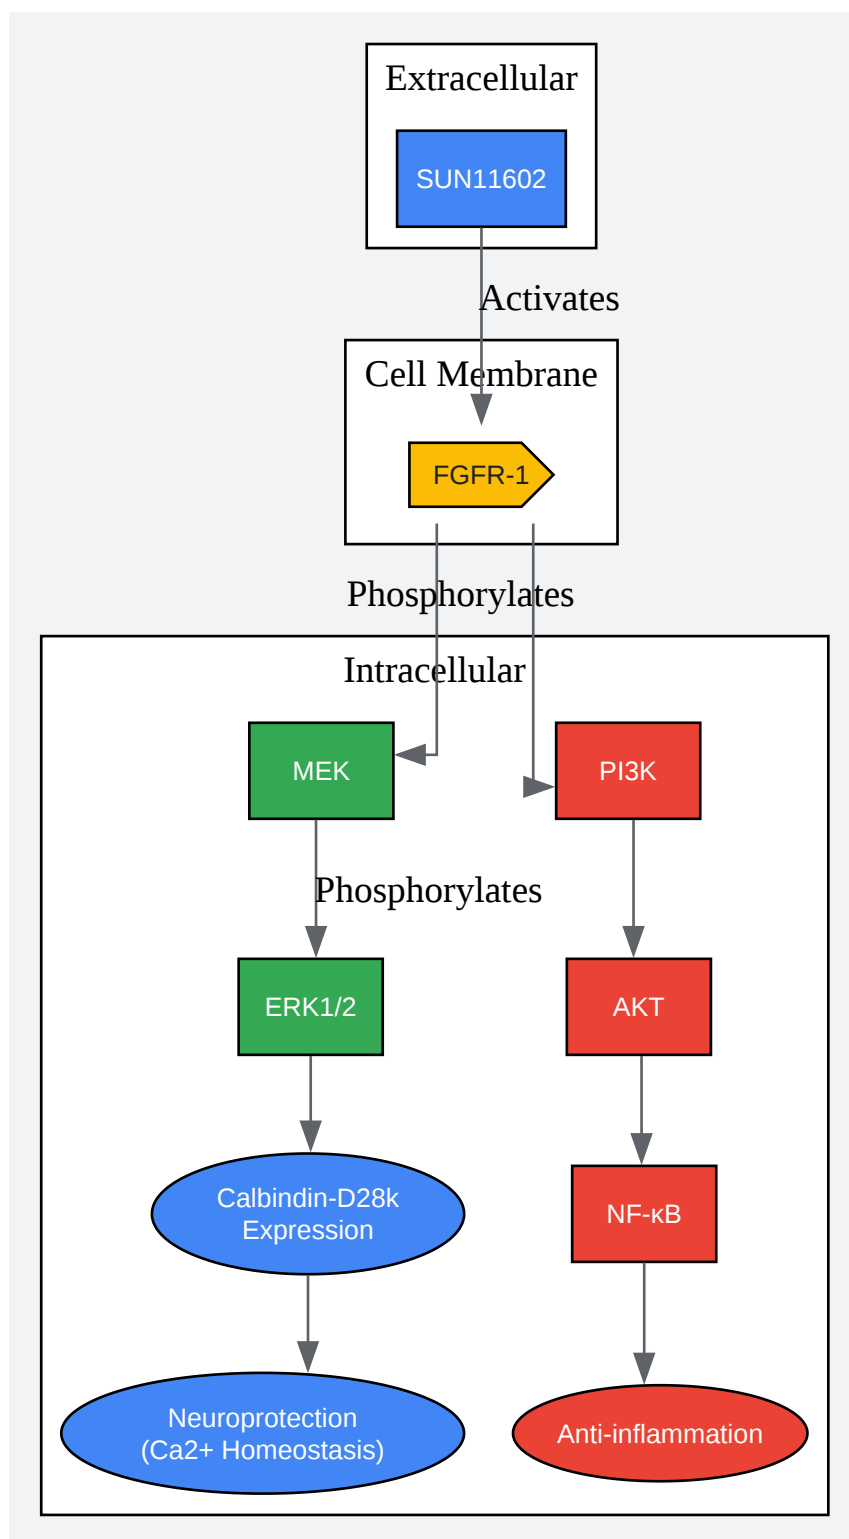 Extracellular
SUN11602
Activates
Cell Membrane
FGFR-1
Phosphorylates
Intracellular
MEK
PI3K
Phosphorylates
ERK1/2
AKT
Calbindin-D28k
Expression
NF-κB
Neuroprotection
(Ca2+ Homeostasis)
Anti-inflammation